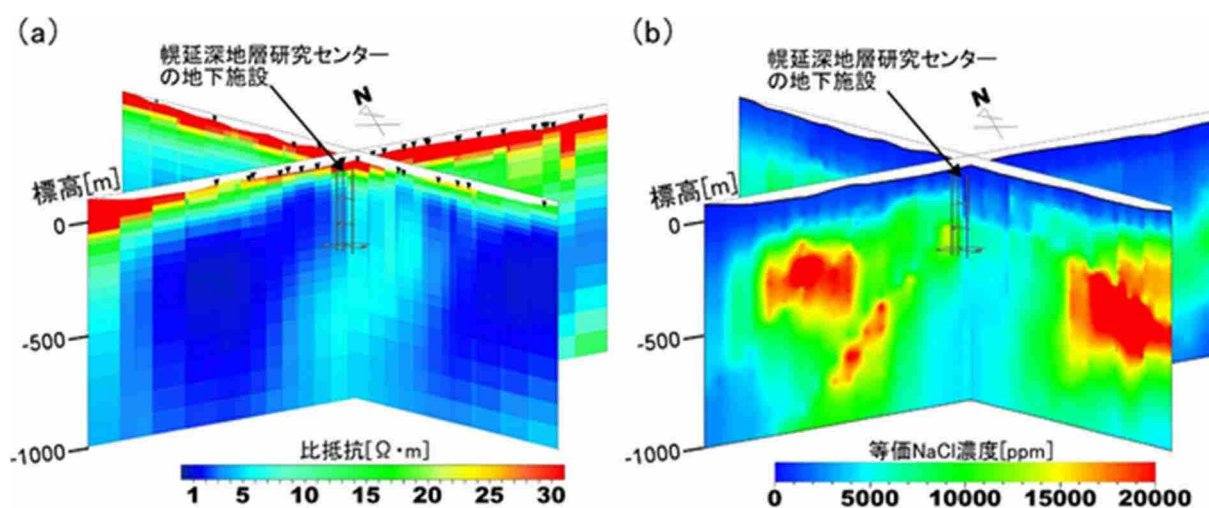 (a)
幌延深地層研究センター
の地下施設
N
標高[m]
0
-500
-1000
比抵抗[Ω・m]
1 5 10 15 20 25 30
(b)
幌延深地層研究センター
の地下施設
N
標高[m]
0
-500
-1000
等価NaCl濃度[ppm]
0 5000 10000 15000 20000